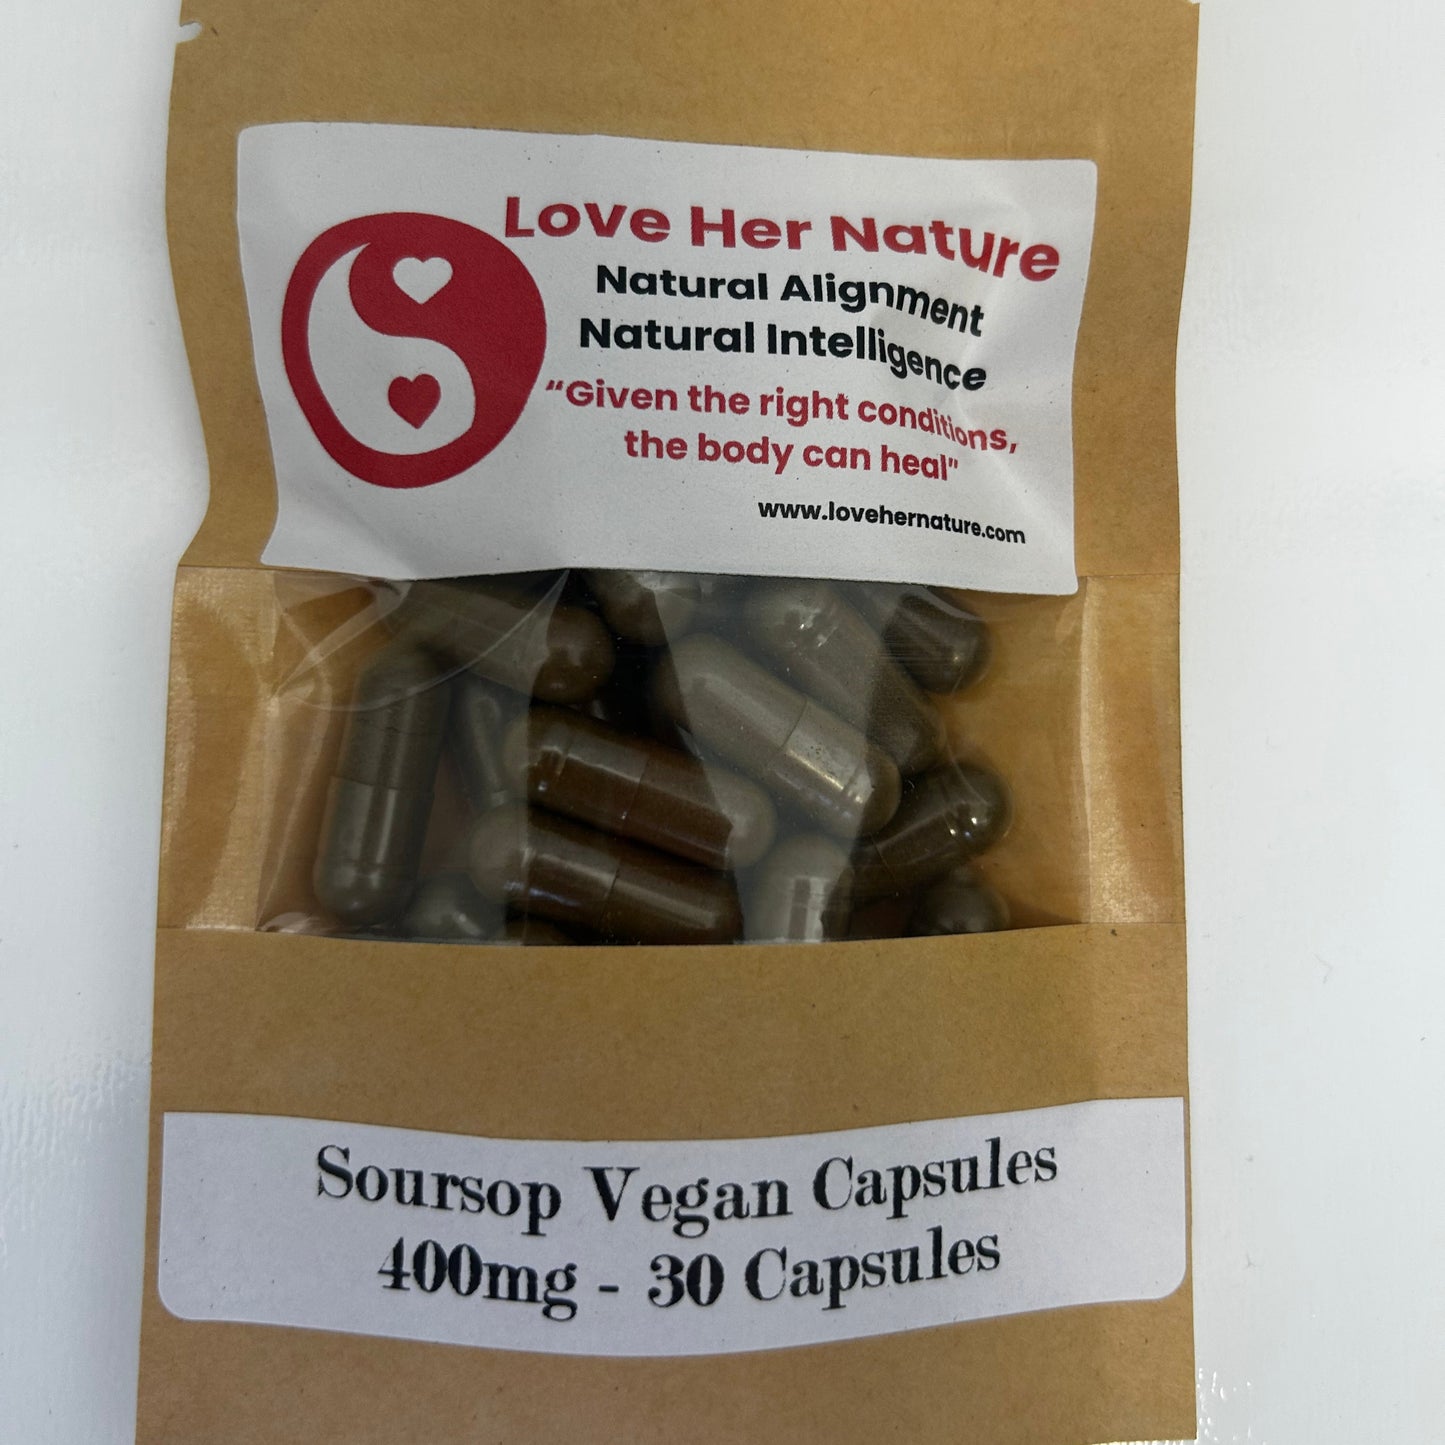 Love Her Nature
Natural Alignment
Natural Intelligence
“Given the right conditions,
the body can heal"
www.lovehernature.com
Soursop Vegan Capsules
400mg - 30 Capsules